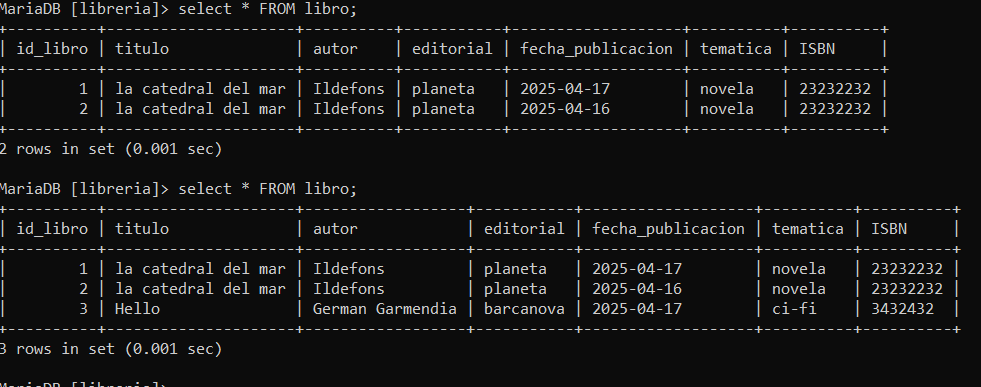 MariaDB [libreria]> select * FROM libro;
+----------+---------------------+----------+-----------+-------------------+----------+----------+
| id_libro | titulo              | autor    | editorial | fecha_publicacion | tematica | ISBN     |
+----------+---------------------+----------+-----------+-------------------+----------+----------+
|        1 | la catedral del mar | Ildefons | planeta   | 2025-04-17        | novela   | 23232232 |
|        2 | la catedral del mar | Ildefons | planeta   | 2025-04-16        | novela   | 23232232 |
+----------+---------------------+----------+-----------+-------------------+----------+----------+
2 rows in set (0.001 sec)
MariaDB [libreria]> select * FROM libro;
+----------+---------------------+------------------+-----------+-------------------+----------+----------+
| id_libro | titulo              | autor            | editorial | fecha_publicacion | tematica | ISBN     |
+----------+---------------------+------------------+-----------+-------------------+----------+----------+
|        1 | la catedral del mar | Ildefons         | planeta   | 2025-04-17        | novela   | 23232232 |
|        2 | la catedral del mar | Ildefons         | planeta   | 2025-04-16        | novela   | 23232232 |
|        3 | Hello               | German Garmendia | barcanova | 2025-04-17        | ci-fi    | 3432432  |
+----------+---------------------+------------------+-----------+-------------------+----------+----------+
3 rows in set (0.001 sec)
MariaDB [libreria]>